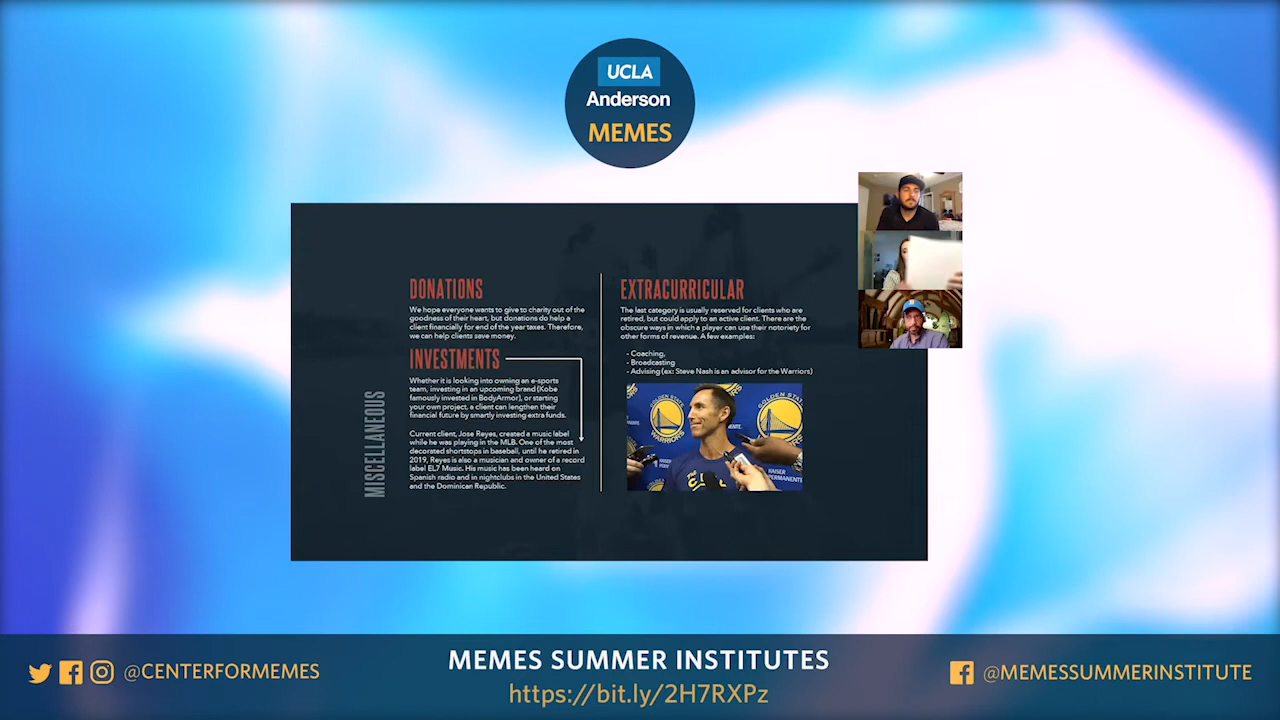 UCLA
Anderson
MEMES
DONATIONS
We hope everyone wants to give to charity out of the
goodness of their heart, but donations do help a
client financially for end of the year taxes. Therefore,
we can help clients save money.
INVESTMENTS
Whether it is looking into owning an e-sports
team, investing in an upcoming brand (Kobe
famously invested in BodyArmor), or starting
your own project, a client can lengthen their
financial future by smartly investing extra funds.
Current client, Jose Reyes, created a music label
while he was playing in the MLB. One of the most
decorated shortstops in baseball, until he retired in
2019, Reyes is also a musician and owner of a record
label EL7 Music. His music has been heard on
Spanish radio and in nightclubs in the United States
and the Dominican Republic.
MISCELLANEOUS
EXTRACURRICULAR
The last category is usually reserved for clients who are
retired, but could apply to an active client. There are the
obscure ways in which a player can use their notoriety for
other forms of revenue. A few examples:
- Coaching,
- Broadcasting
- Advising (ex: Steve Nash is an advisor for the Warriors)
GOLDEN STATE
WARRIORS
GOLDEN STATE
WARRIORS
KAISER
PERMANENTE
@CENTERFORMEMES
MEMES SUMMER INSTITUTES
https://bit.ly/2H7RXPz
@MEMESSUMMERINSTITUTE